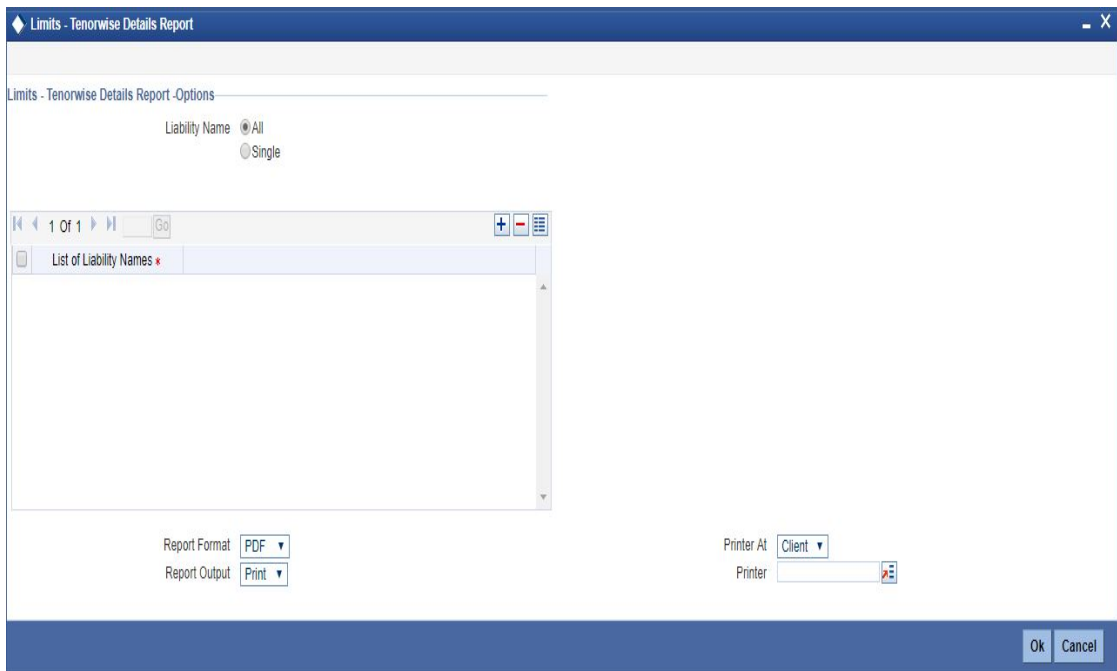 Limits - Tenorwise Details Report
Limits - Tenorwise Details Report -Options
Liability Name All
Single
1 Of 1 Go
List of Liability Names *
Report Format PDF
Printer At Client
Report Output Print
Printer
Ok Cancel